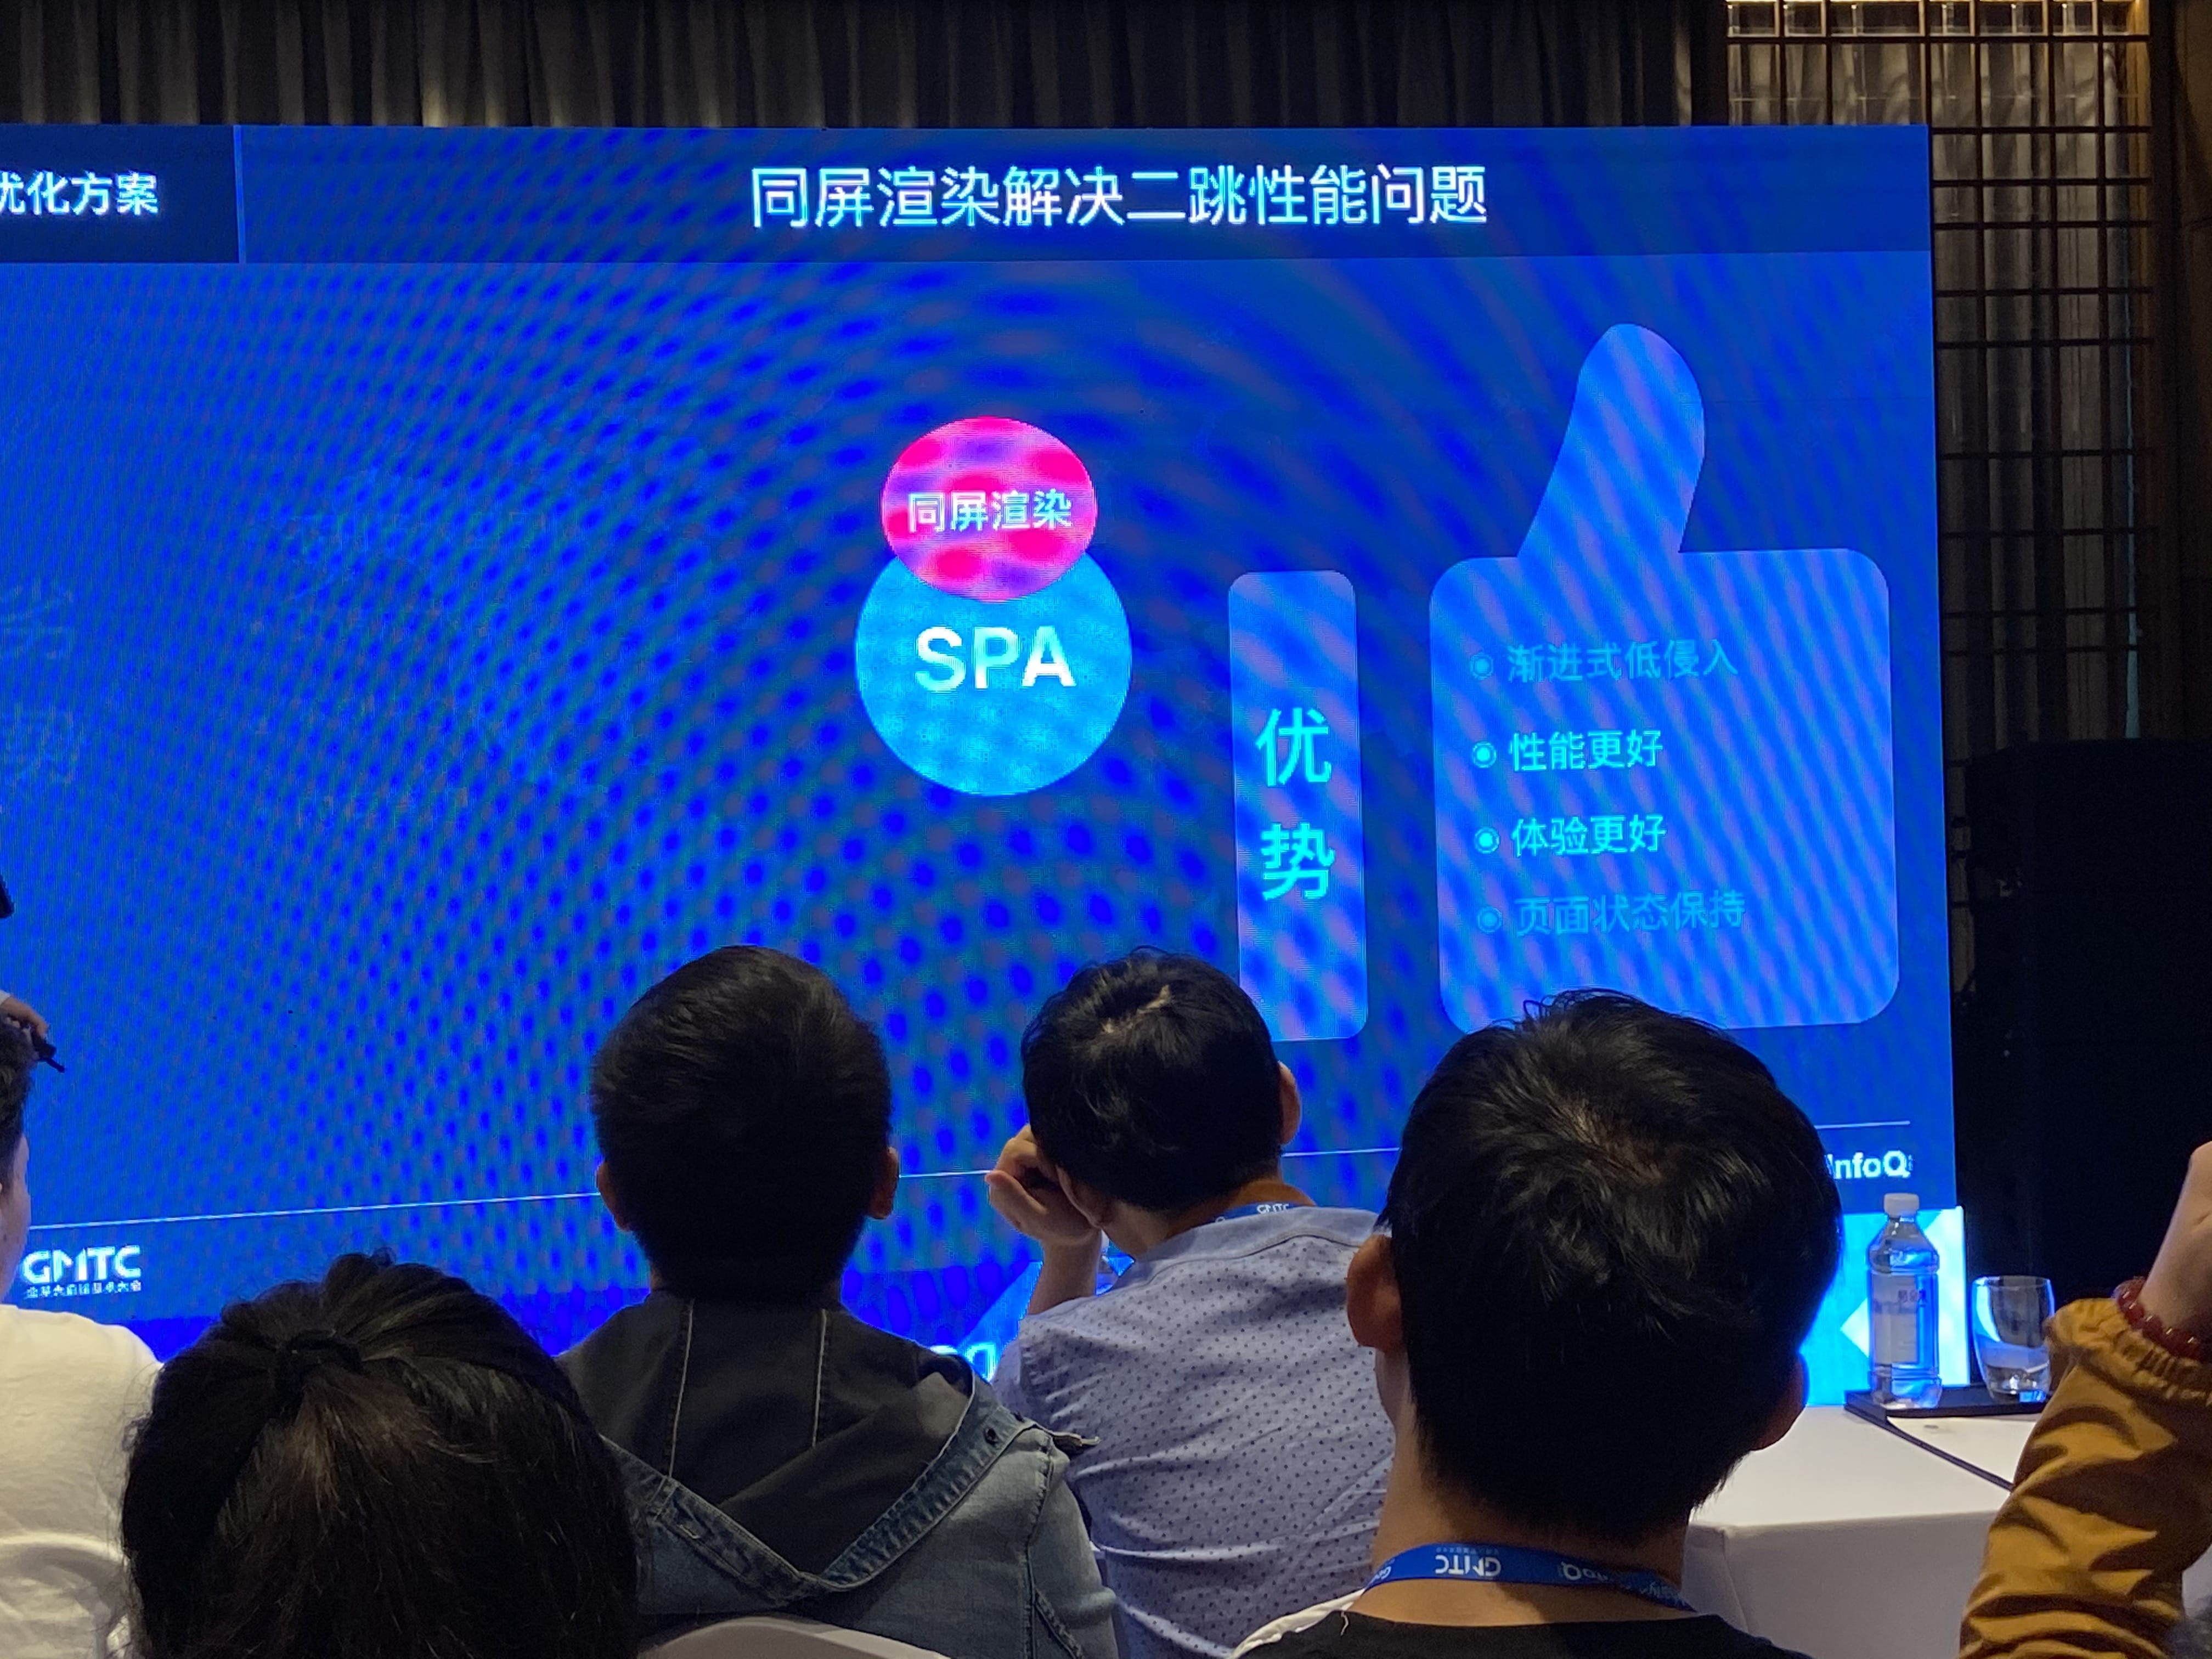 优化方案
同屏渲染解决二跳性能问题
同屏渲染
SPA
优
势
渐进式低侵入
性能更好
体验更好
页面状态保持
InfoQ
GMTC
GMTC
GMTC